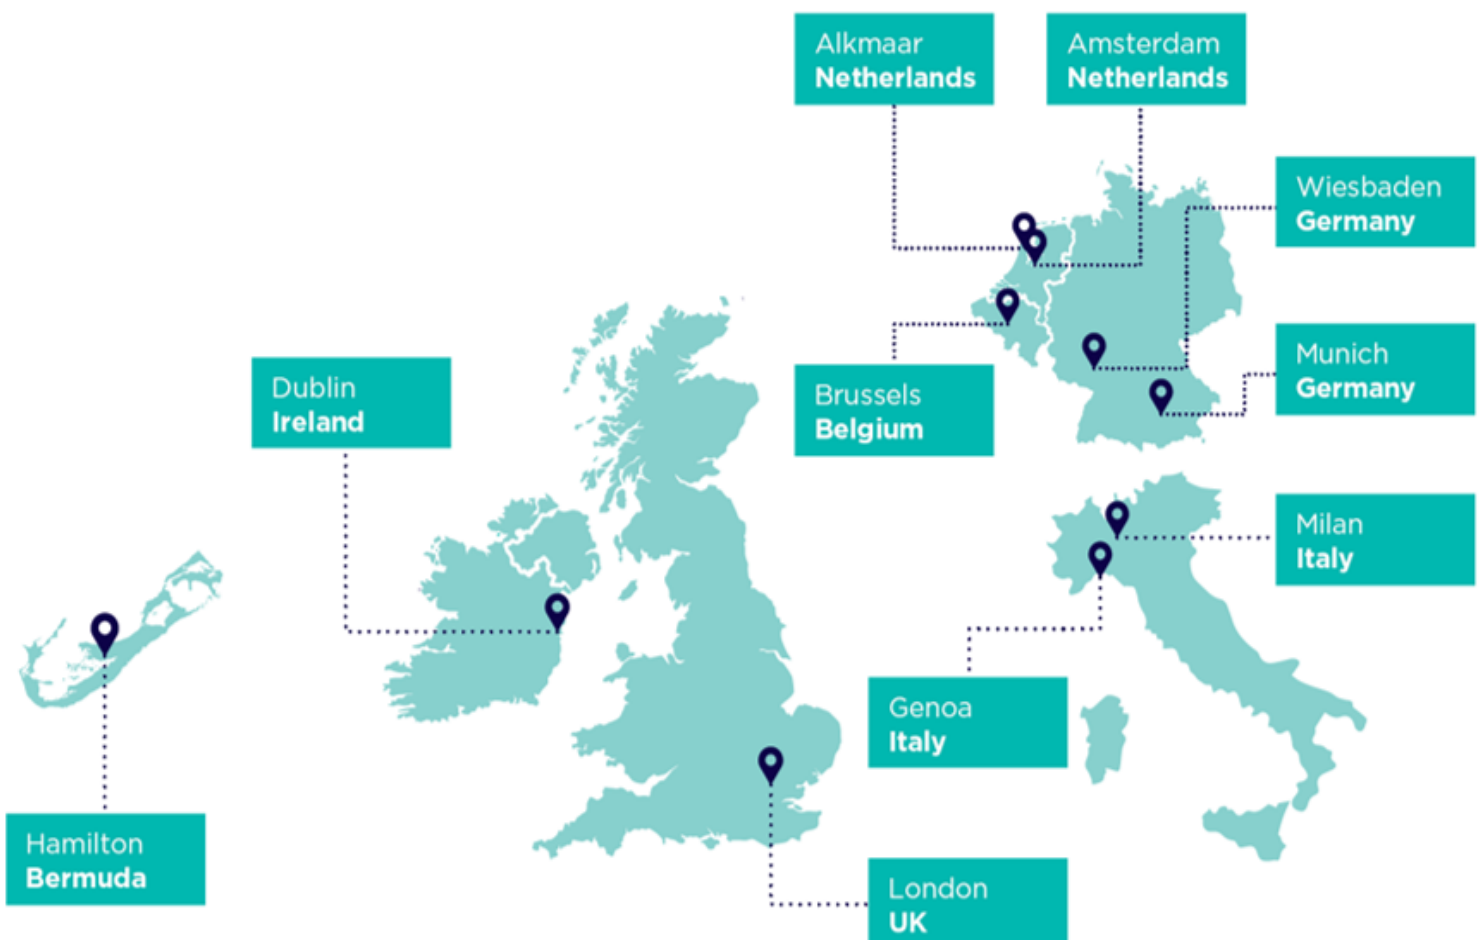 Alkmaar
Netherlands
Amsterdam
Netherlands
Wiesbaden
Germany
Munich
Germany
Dublin
Ireland
Brussels
Belgium
Milan
Italy
Genoa
Italy
Hamilton
Bermuda
London
UK